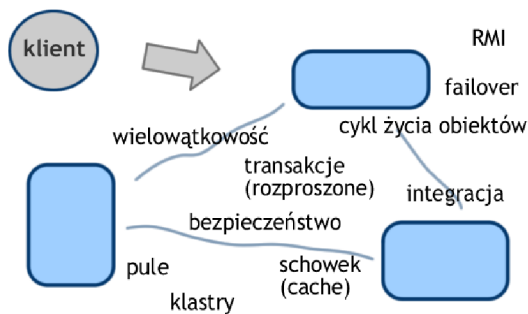 klient
RMI
failover
cykl życia obiektów
wielowątkowość
transakcje
(rozproszone)
integracja
bezpieczeństwo
pule
schowek
(cache)
klastry